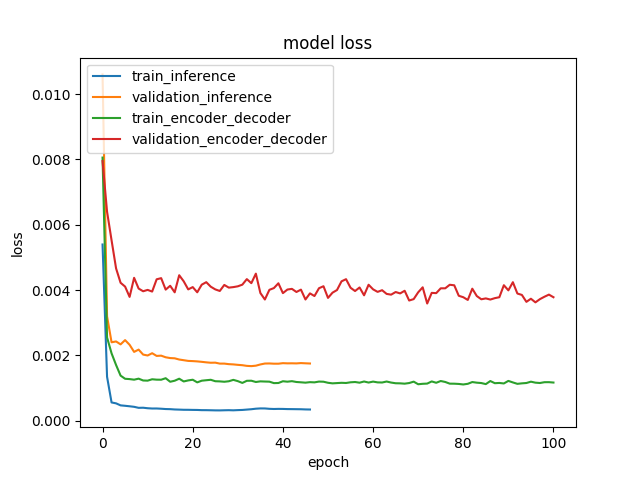 model loss
train_inference
validation_inference
train_encoder_decoder
validation_encoder_decoder
0.010
0.008
0.006
0.004
0.002
0.000
loss
0 20 40 60 80 100
epoch